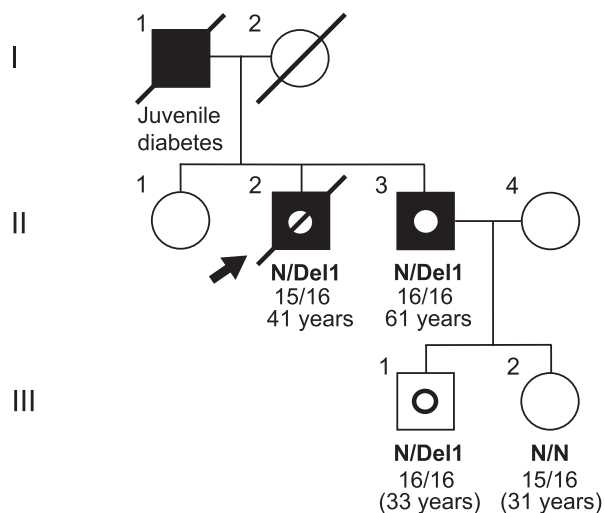 I
1
2
Juvenile
diabetes
II
1
2
3
4
N/Del1
N/Del1
15/16
16/16
41 years
61 years
III
1
2
N/Del1
N/N
16/16
15/16
(33 years)
(31 years)